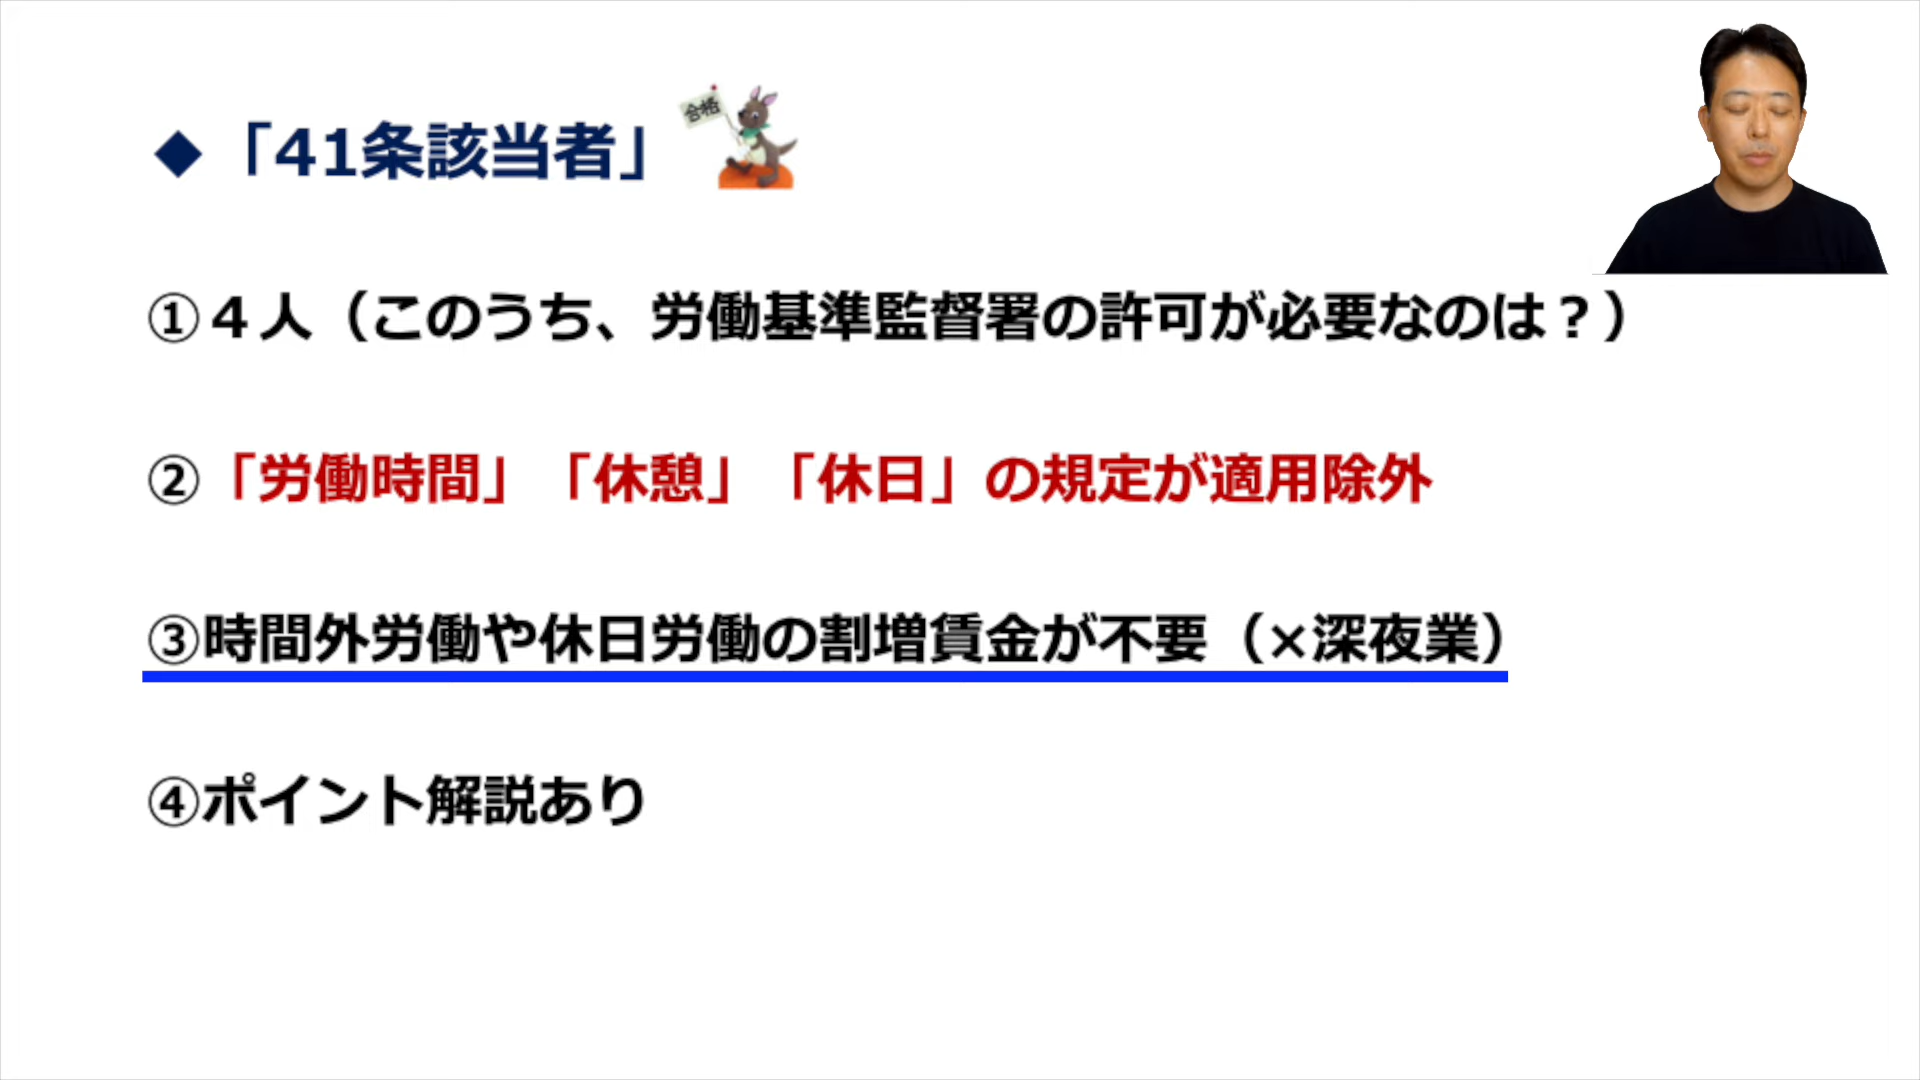 ◆「41条該当者」
合格
①４人（このうち、労働基準監督署の許可が必要なのは？）
②「労働時間」「休憩」「休日」の規定が適用除外
③時間外労働や休日労働の割増賃金が不要（×深夜業）
④ポイント解説あり